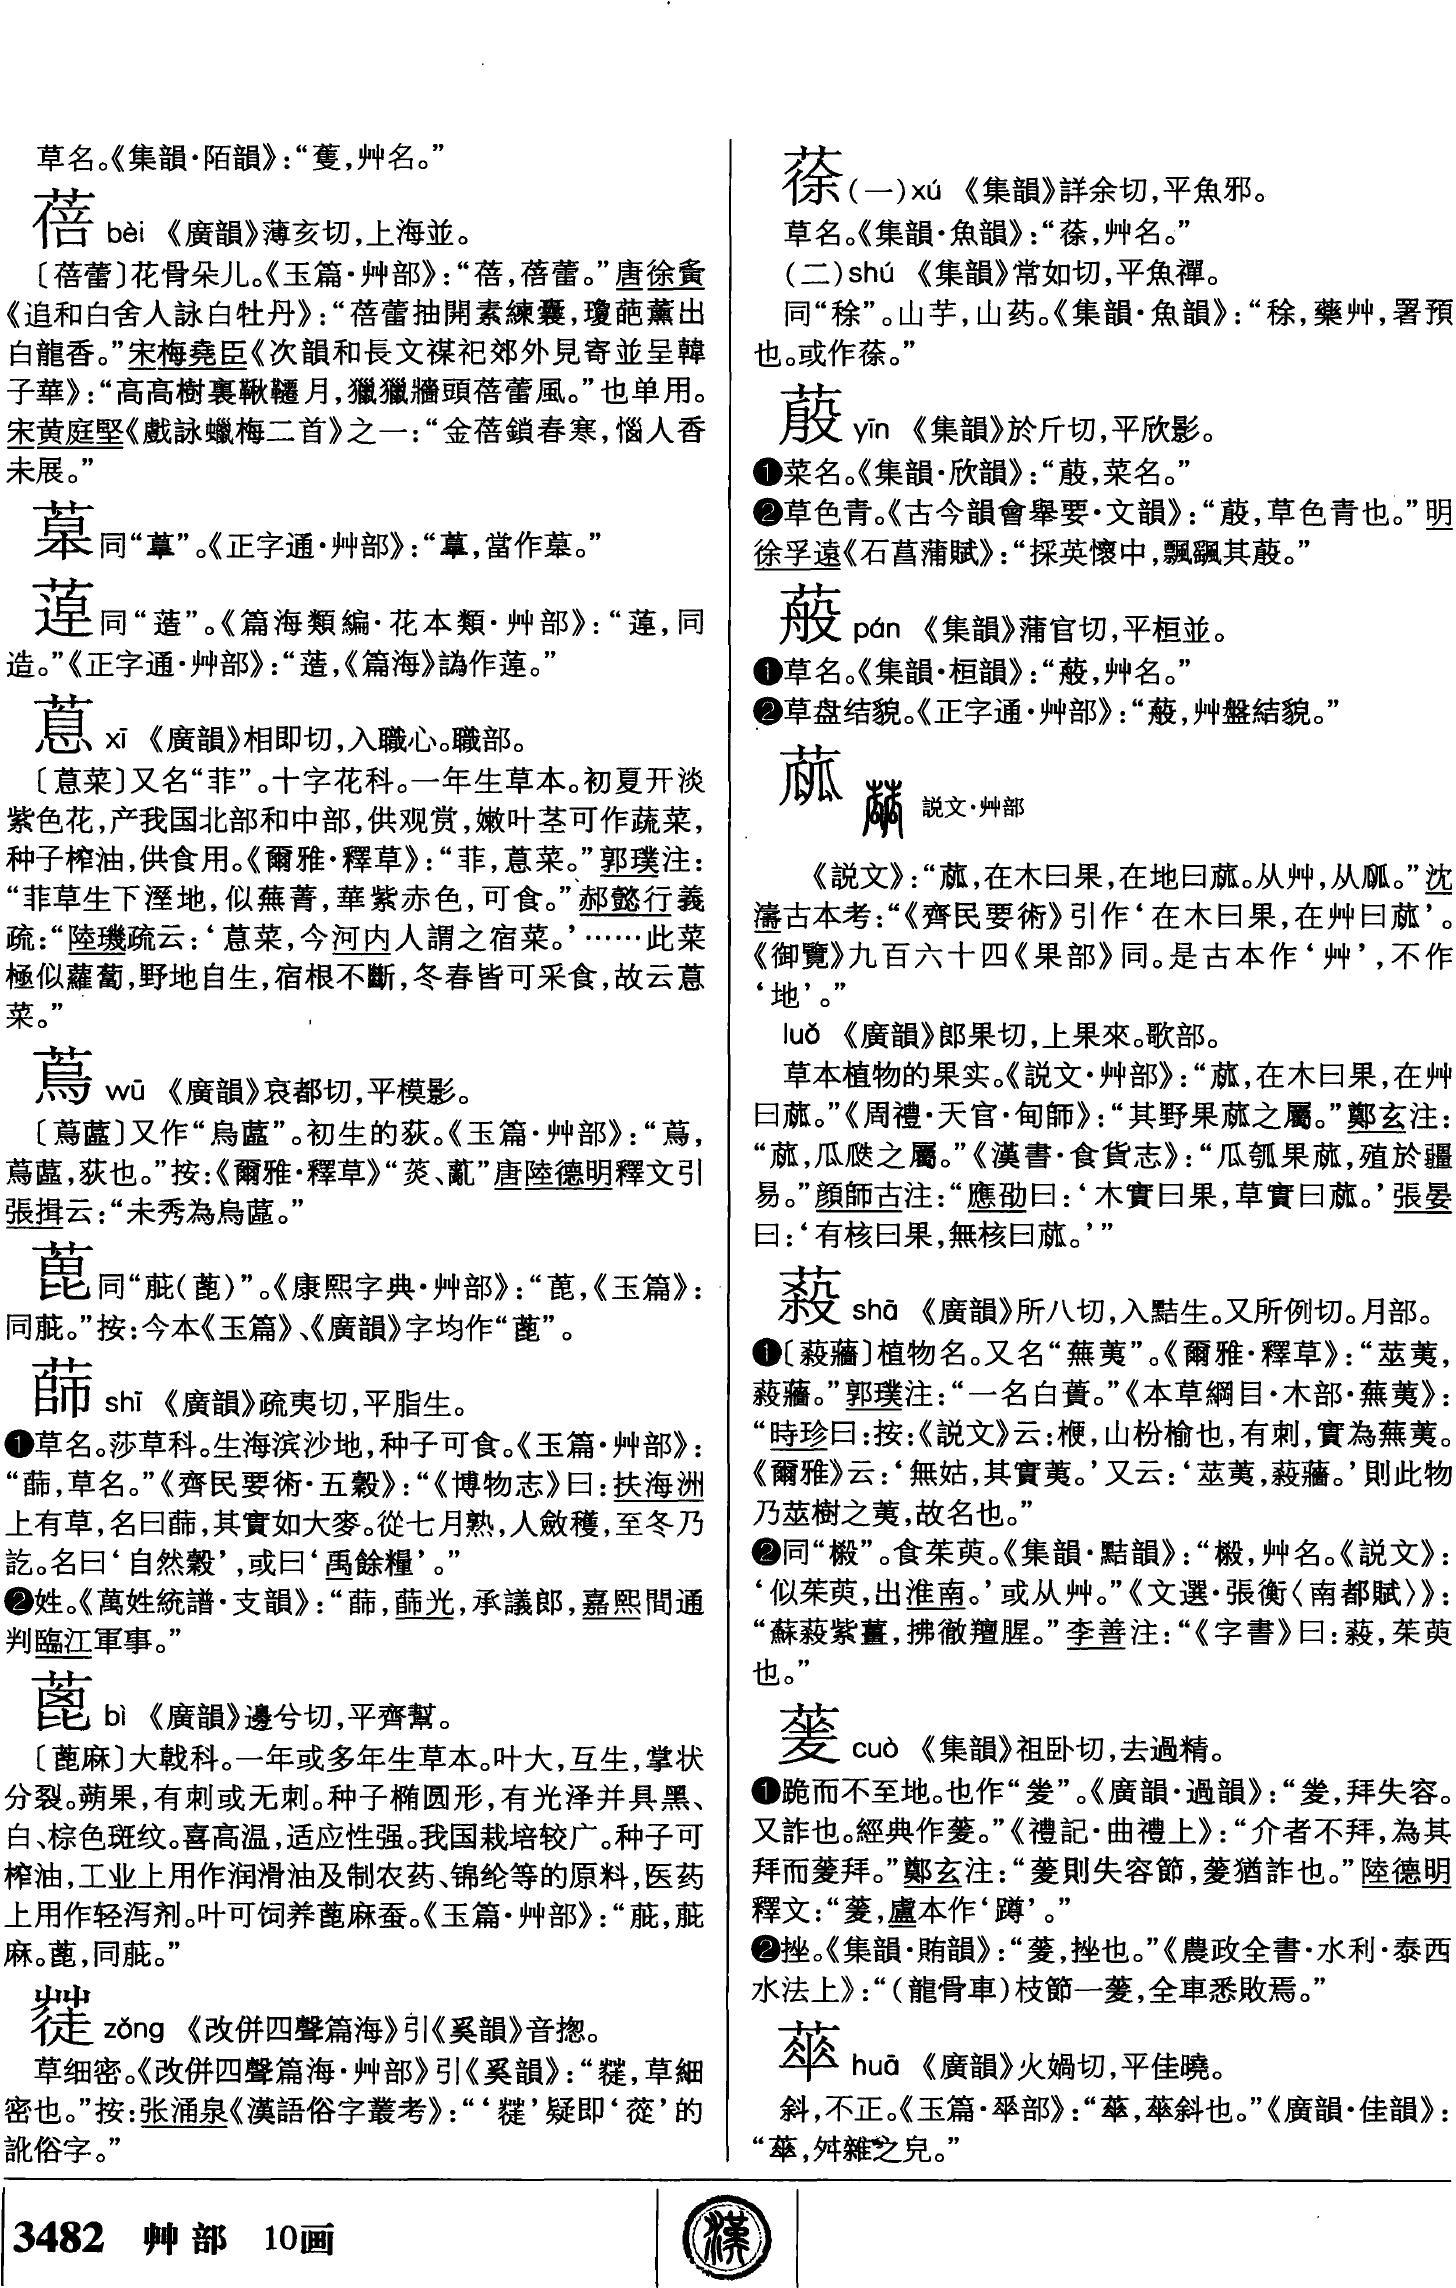 草名。《集韻·陌韻》：“蒦，艸名。”
蓓 bèi 《廣韻》薄亥切，上海並。
〔蓓蕾〕花骨朵儿。《玉篇·艸部》：“蓓，蓓蕾。”唐徐夤
《追和白舍人詠白牡丹》：“蓓蕾抽開素練囊，瓊葩薰出
白龍香。”宋梅堯臣《次韻和長文禖祀郊外見寄並呈韓
子華》：“高高樹裏鞦韆月，獵獵牆頭蓓蕾風。”也单用。
宋黄庭堅《戲詠蠟梅二首》之一：“金蓓鎖春寒，惱人香
未展。”
同“蕇”。《正字通·艸部》：
同“蒩”。《篇海類編·花木類·艸部》：
造。”《正字通·艸部》：
蒠 xī 《廣韻》相即切，入職心。職部。
〔蒠菜〕又名“菲”。十字花科。一年生草本。初夏开淡
紫色花，产我国北部和中部，供观赏，嫩叶茎可作蔬菜，
种子榨油，供食用。《爾雅·釋草》：“菲，蒠菜。”郭璞注：
“菲草生下溼地，似蕪菁，華紫赤色，可食。”郝懿行義
疏：“陸璣疏云：‘蒠菜，今河内人謂之宿菜。’……此菜
極似蘿蔔，野地自生，宿根不斷，冬春皆可采食，故云蒠
菜。”
蔦 wū 《廣韻》哀都切，平模影。
〔蔦蓲〕又作“烏蓲”。初生的荻。《玉篇·艸部》：“蔦，
蔦蓲，荻也。”按：《爾雅·釋草》“菼、薍”唐陸德明釋文引
張揖云：“未秀為烏蓲。”
蓖同“萞（蓖）”。《康熙字典·艸部》：“蓖，《玉篇》：
同萞。”按：今本《玉篇》、《廣韻》字均作“蓖”。
蒒 shī 《廣韻》疏夷切，平脂生。
❶草名。莎草科。生海滨沙地，种子可食。《玉篇·艸部》：
“蒒，草名。”《齊民要術·五穀》：“《博物志》曰：扶海洲
上有草，名曰蒒，其實如大麥。從七月熟，人斂穫，至冬乃
訖。名曰‘自然穀’，或曰‘禹餘糧’。”
❷姓。《萬姓統譜·支韻》：“蒒，蒒光，承議郎，嘉熙間通
判臨江軍事。”
蓖 bì 《廣韻》邊兮切，平齊幫。
〔蓖麻〕大戟科。一年或多年生草本。叶大，互生，掌状
分裂。蒴果，有刺或无刺。种子椭圆形，有光泽并具黑、
白、棕色斑纹。喜高温，适应性强。我国栽培较广。种子可
榨油，工业上用作润滑油及制农药、锦纶等的原料，医药
上用作轻泻剂。叶可饲养蓖麻蚕。《玉篇·艸部》：“萞，萞
麻。蓖，同萞。”
zǒng 《改併四聲篇海》引《奚韻》音揔。
草细密。《改併四聲篇海·艸部》引《奚韻》：草細
密也。”按：张涌泉《漢語俗字叢考》：疑即‘蓯’的
訛俗字。”
蒣（一）xú 《集韻》詳余切，平魚邪。
草名。《集韻·魚韻》：“蒣，艸名。”
（二）shú 《集韻》常如切，平魚禪。
同“稌”。山芋，山药。《集韻·魚韻》：“稌，藥艸，署預
也。或作蒣。”
蒑 yīn 《集韻》於斤切，平欣影。
❶菜名。《集韻·欣韻》：“蒑，菜名。”
❷草色青。《古今韻會舉要·文韻》：“蒑，草色青也。”明
徐孚遠《石菖蒲賦》：“採英懷中，飄颻其蒑。”
蒰 pán 《集韻》蒲官切，平桓並。
❶草名。《集韻·桓韻》：“蒰，艸名。”
❷草盘结貌。《正字通·艸部》：“蒰，艸盤結貌。”
蓏 説文·艸部
《説文》：“蓏，在木曰果，在地曰蓏。从艸，从㼌。”沈
濤古本考：“《齊民要術》引作‘在木曰果，在艸曰蓏’。
《御覽》九百六十四《果部》同。是古本作‘艸’，不作
‘地’。”
luǒ 《廣韻》郎果切，上果來。歌部。
草本植物的果实。《説文·艸部》：“蓏，在木曰果，在艸
曰蓏。”《周禮·天官·甸師》：“其野果蓏之屬。”鄭玄注：
“蓏，瓜瓞之屬。”《漢書·食貨志》：“瓜瓠果蓏，殖於疆
易。”顔師古注：“應劭曰：‘木實曰果，草實曰蓏。’張晏
曰：‘有核曰果，無核曰蓏。’”
蔱 shā 《廣韻》所八切，入黠生。又所例切。月部。
❶〔蔱蘠〕植物名。又名“蕪荑”。《爾雅·釋草》：“莁荑，
蔱蘠。”郭璞注：“一名白蕢。”《本草綱目·木部·蕪荑》：
“時珍曰：按：《説文》云：梗，山枌榆也，有刺，實為蕪荑。
《爾雅》云：‘無姑，其實荑。’又云：‘莁荑，蔱蘠。’則此物
乃莁樹之荑，故名也。”
❷同“樧”。食茱萸。《集韻·黠韻》：“樧，艸名。《説文》：
‘似茱萸，出淮南。’或从艸。”《文選·張衡〈南都賦〉》：
“蘇蔱紫薑，拂徹羶腥。”李善注：“《字書》曰：蔱，茱萸
也。”
蓌 cuò 《集韻》祖卧切，去過精。
❶跪而不至地。也作“夎”。《廣韻·過韻》：“夎，拜失容。
又詐也。經典作蓌。”《禮記·曲禮上》：“介者不拜，為其
拜而蓌拜。”鄭玄注：“蓌則失容節，蓌猶詐也。”陸德明
釋文：“蓌，盧本作‘蹲’。”
❷挫。《集韻·賄韻》：“蓌，挫也。”《農政全書·水利·泰西
水法上》：“（龍骨車）枝節一蓌，全車悉敗焉。”
huā 《廣韻》火媧切，平佳曉。
斜，不正。《玉篇·𠦬部》：斜也。”《廣韻·佳韻》：
舛雜之皃。”
3482 艸部 10画
漢